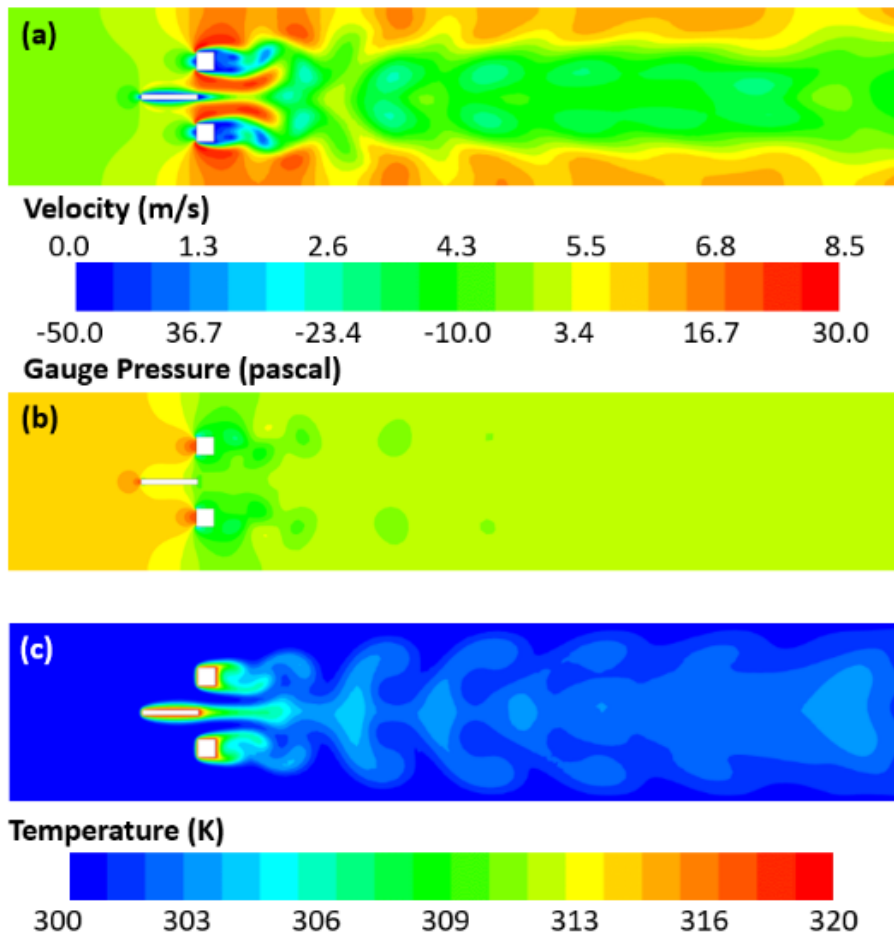 (a)
Velocity (m/s)
0.0 1.3 2.6 4.3 5.5 6.8 8.5
-50.0 36.7 -23.4 -10.0 3.4 16.7 30.0
Gauge Pressure (pascal)
(b)
(c)
Temperature (K)
300 303 306 309 313 316 320